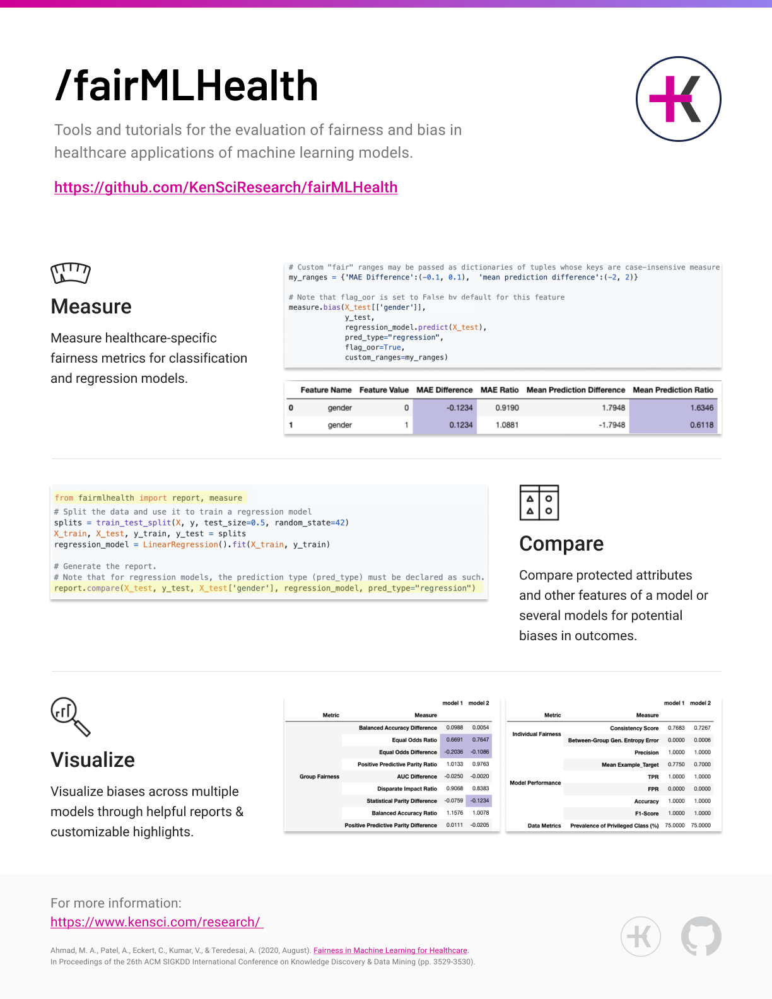 /fairMLHealth
Tools and tutorials for the evaluation of fairness and bias in
healthcare applications of machine learning models.
https://github.com/KenSciResearch/fairMLHealth
Measure
Measure healthcare-specific
fairness metrics for classification
and regression models.
# Custom "fair" ranges may be passed as dictionaries of tuples whose keys are case-insensive measure
my_ranges = {'MAE Difference':(-0.1, 0.1),  'mean prediction difference':(-2, 2)}
# Note that flag_oor is set to False by default for this feature
measure.bias(X_test[['gender']],
y_test,
regression_model.predict(X_test),
pred_type="regression",
flag_oor=True,
custom_ranges=my_ranges)
Feature Name Feature Value MAE Difference MAE Ratio Mean Prediction Difference Mean Prediction Ratio
0 gender 0 -0.1234 0.9190 1.7948 1.6346
1 gender 1 0.1234 1.0881 -1.7948 0.6118
from fairmlhealth import report, measure
# Split the data and use it to train a regression model
splits = train_test_split(X, y, test_size=0.5, random_state=42)
X_train, X_test, y_train, y_test = splits
regression_model = LinearRegression().fit(X_train, y_train)
# Generate the report.
# Note that for regression models, the prediction type (pred_type) must be declared as such.
report.compare(X_test, y_test, X_test['gender'], regression_model, pred_type="regression")
Compare
Compare protected attributes
and other features of a model or
several models for potential
biases in outcomes.
Visualize
Visualize biases across multiple
models through helpful reports &
customizable highlights.
model 1 model 2
Metric Measure
Balanced Accuracy Difference 0.0988 0.0054
Equal Odds Ratio 0.6691 0.7647
Equal Odds Difference -0.2036 -0.1086
Positive Predictive Parity Ratio 1.0133 0.9763
Group Fairness AUC Difference -0.0250 -0.0020
Disparate Impact Ratio 0.9068 0.8383
Statistical Parity Difference -0.0759 -0.1234
Balanced Accuracy Ratio 1.1576 1.0078
Positive Predictive Parity Difference 0.0111 -0.0205
model 1 model 2
Metric Measure
Individual Fairness Consistency Score 0.7683 0.7267
Between-Group Gen. Entropy Error 0.0000 0.0006
Precision 1.0000 1.0000
Mean Example_Target 0.7750 0.7000
TPR 1.0000 1.0000
Model Performance FPR 0.0000 0.0000
Accuracy 1.0000 1.0000
F1-Score 1.0000 1.0000
Data Metrics Prevalence of Privileged Class (%) 75.0000 75.0000
For more information:
https://www.kensci.com/research/
Ahmad, M. A., Patel, A., Eckert, C., Kumar, V., & Teredesai, A. (2020, August). Fairness in Machine Learning for Healthcare.
In Proceedings of the 26th ACM SIGKDD International Conference on Knowledge Discovery & Data Mining (pp. 3529-3530).